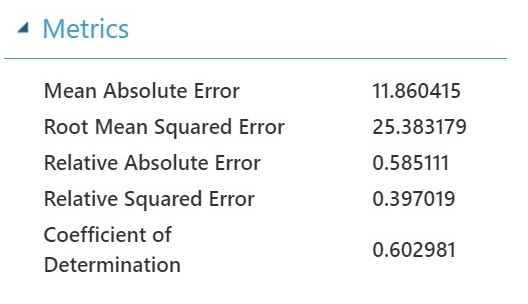 Metrics
Mean Absolute Error 11.860415
Root Mean Squared Error 25.383179
Relative Absolute Error 0.585111
Relative Squared Error 0.397019
Coefficient of
Determination 0.602981